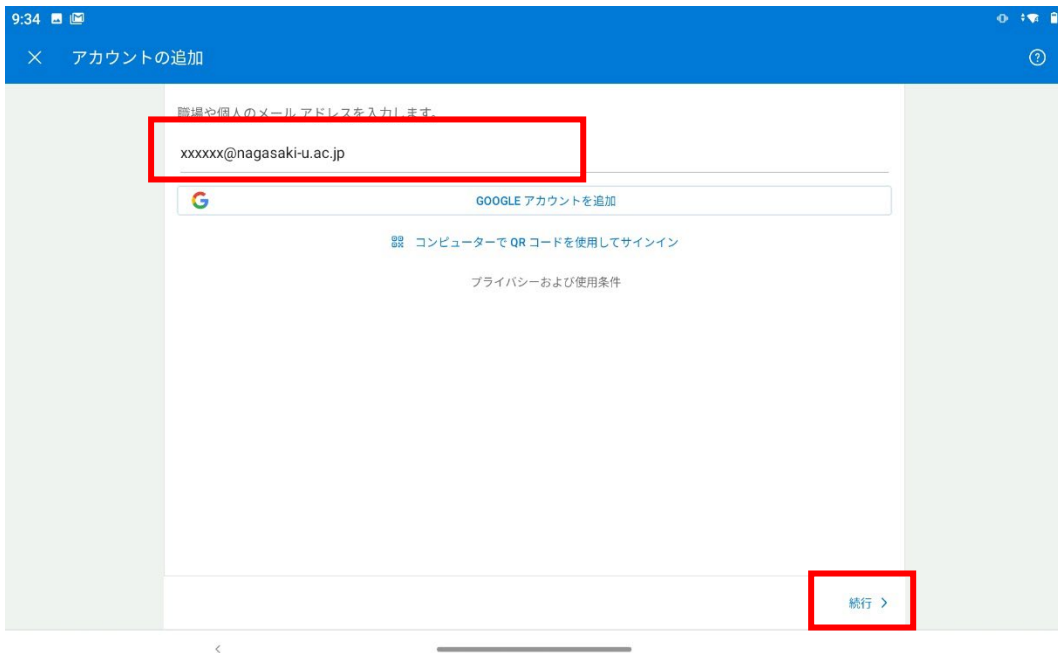 9:34
アカウントの追加
職場や個人のメール アドレスを入力します。
xxxxxx@nagasaki-u.ac.jp
GOOGLE アカウントを追加
コンピューターで QR コードを使用してサインイン
プライバシーおよび使用条件
続行